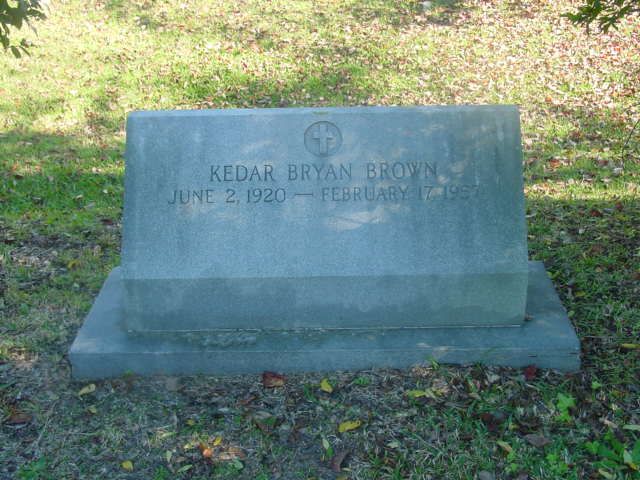 KEDAR BRYAN BROWN
JUNE 2, 1920 — FEBRUARY 17,